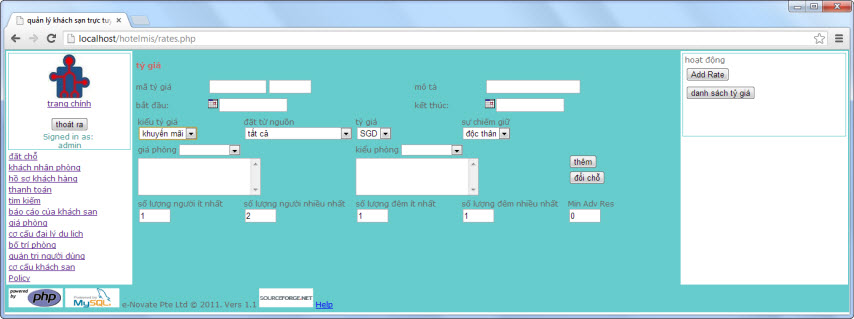 quản lý khách sạn trực tuy
localhost/hotelmis/rates.php
trang chính
thoát ra
Signed in as:
admin
đặt chỗ
khách nhận phòng
hồ sơ khách hàng
thanh toán
tìm kiếm
báo cáo của khách sạn
giá phòng
cơ cấu đại lý du lịch
bố trí phòng
quản trị người dùng
cơ cấu khách sạn
Policy
tỷ giá
mã tỷ giá
mô tả
bắt đầu:
kết thúc:
kiểu tỷ giá
đặt từ nguồn
tỷ giá
sự chiếm giữ
khuyến mãi
tất cả
SGD
độc thân
giá phòng
kiểu phòng
thêm
đổi chỗ
số lượng người ít nhất
số lượng người nhiều nhất
số lượng đêm ít nhất
số lượng đêm nhiều nhất
Min Adv Res
1
2
1
1
0
hoạt động
Add Rate
danh sách tỷ giá
powered by php
MySQL
e-Novate Pte Ltd © 2011. Vers 1.1
SOURCEFORGE.NET
Help